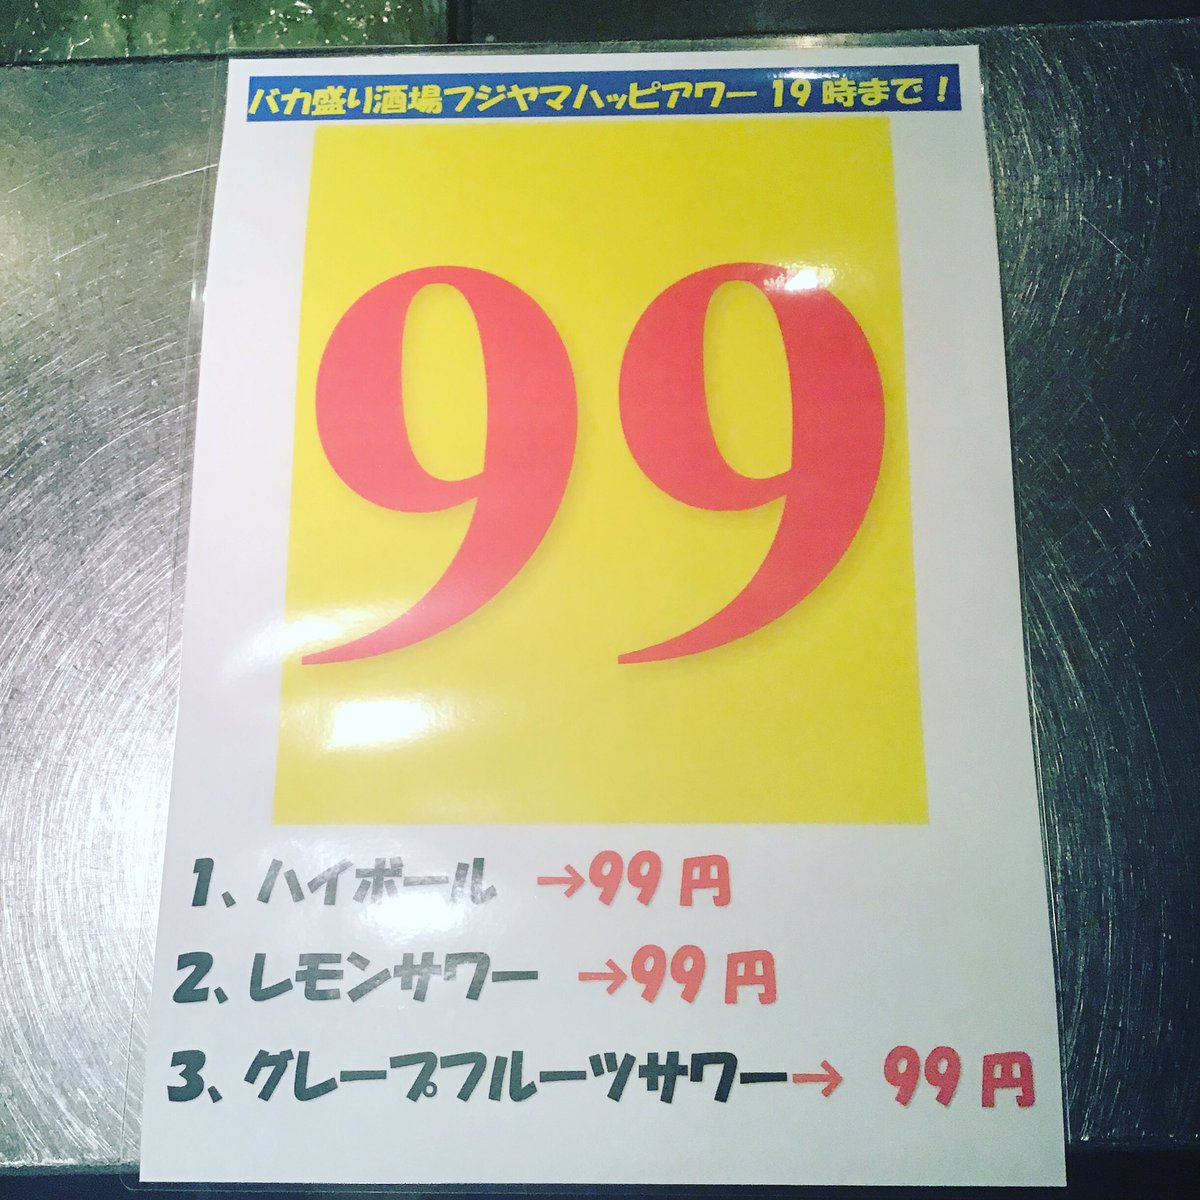 バカ盛り酒場フジヤマハッピアワー19時まで！
99
1、ハイボール →99円
2、レモンサワー →99円
3、グレープフルーツサワー→ 99円